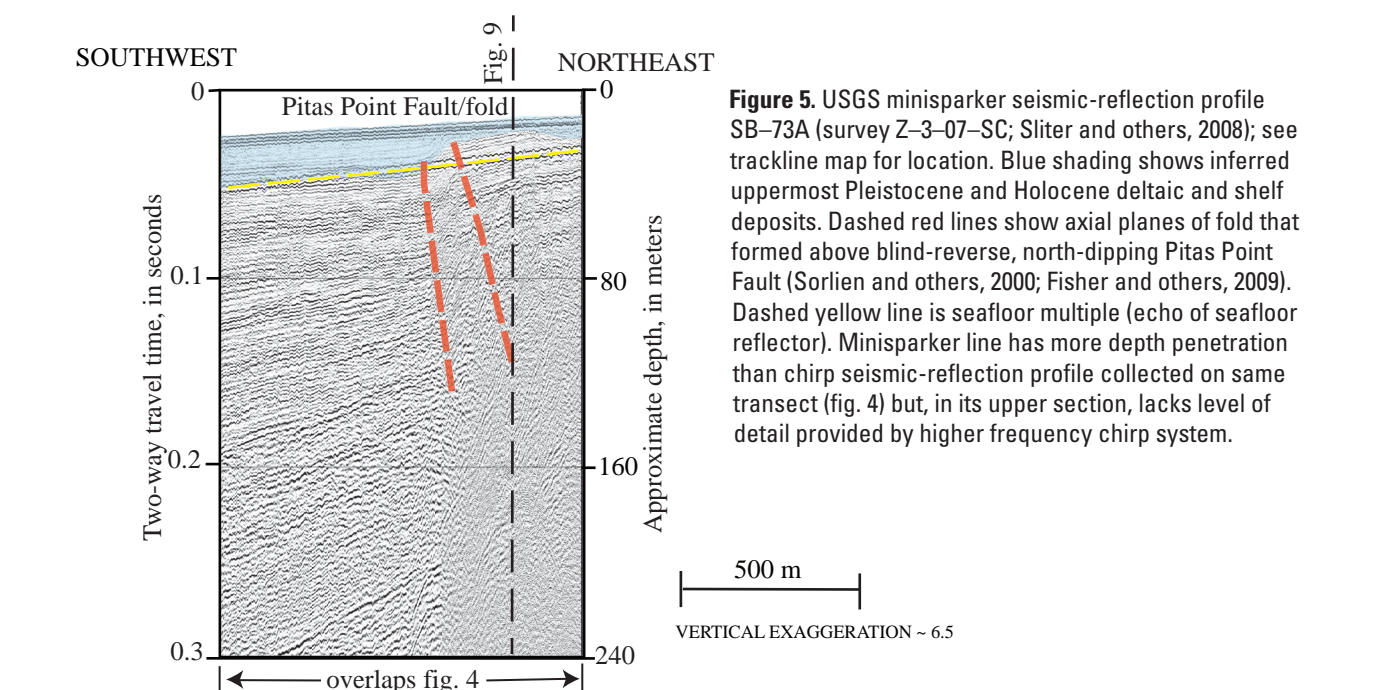 Fig. 9
SOUTHWEST
NORTHEAST
0
0
Pitas Point Fault/fold
0.1
80
0.2
160
0.3
240
Two-way travel time, in seconds
Approximate depth, in meters
overlaps fig. 4
Figure 5. USGS minisparker seismic-reflection profile
SB–73A (survey Z–3–07–SC; Sliter and others, 2008); see
trackline map for location. Blue shading shows inferred
uppermost Pleistocene and Holocene deltaic and shelf
deposits. Dashed red lines show axial planes of fold that
formed above blind-reverse, north-dipping Pitas Point
Fault (Sorlien and others, 2000; Fisher and others, 2009).
Dashed yellow line is seafloor multiple (echo of seafloor
reflector). Minisparker line has more depth penetration
than chirp seismic-reflection profile collected on same
transect (fig. 4) but, in its upper section, lacks level of
detail provided by higher frequency chirp system.
500 m
VERTICAL EXAGGERATION ~ 6.5